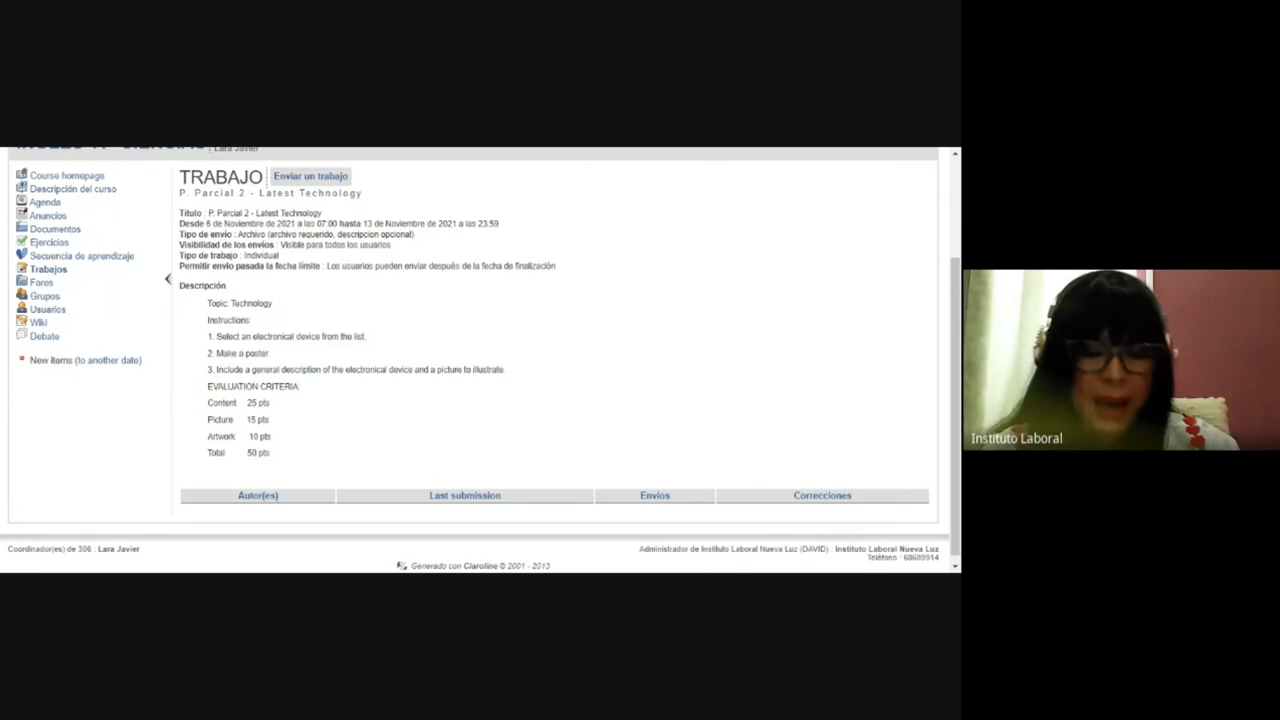 Lara Javier
Course homepage
Descripción del curso
Agenda
Anuncios
Documentos
Ejercicios
Secuencia de aprendizaje
Trabajos
Foros
Grupos
Usuarios
Wiki
Debate
New items (to another date)
TRABAJO Enviar un trabajo
P. Parcial 2 - Latest Technology
Título : P. Parcial 2 - Latest Technology
Desde 6 de Noviembre de 2021 a las 07:00 hasta 13 de Noviembre de 2021 a las 23:59
Tipo de envío : Archivo (archivo requerido, descripcion opcional)
Visibilidad de los envíos : Visible para todos los usuarios
Tipo de trabajo : Individual
Permitir envio pasada la fecha límite : Los usuarios pueden enviar después de la fecha de finalización
Descripción
Topic: Technology
Instructions:
1. Select an electronical device from the list.
2. Make a poster
3. Include a general description of the electronical device and a picture to illustrate.
EVALUATION CRITERIA:
Content 25 pts
Picture 15 pts
Artwork 10 pts
Total 50 pts
Autor(es) Last submission Envíos Correcciones
Coordinador(es) de 306 : Lara Javier
Administrador de Instituto Laboral Nueva Luz (DAVID) : Instituto Laboral Nueva Luz
Teléfono : 68689914
Generado con Claroline © 2001 - 2013
Instituto Laboral